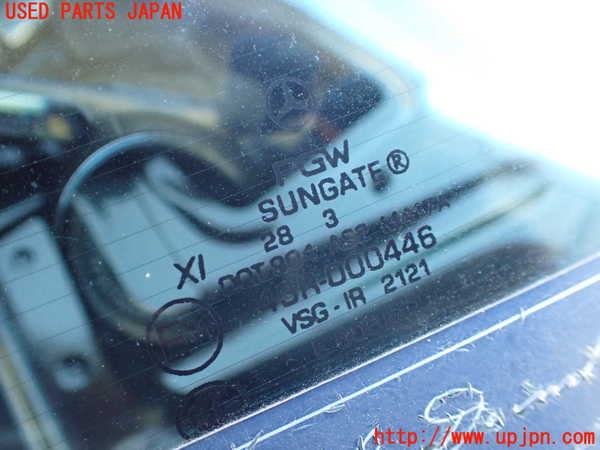 USED PARTS JAPAN
PGW
SUNGATE®
28 3
XI
43R-000446
VSG-IR 2121
http://www.upjpn.com